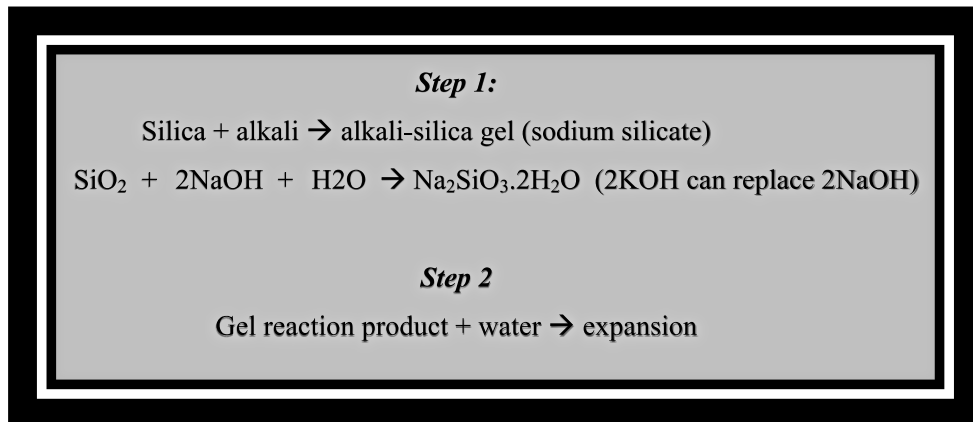 Step 1:
Silica + alkali → alkali-silica gel (sodium silicate)
SiO₂ + 2NaOH + H2O → Na₂SiO₃.2H₂O (2KOH can replace 2NaOH)
Step 2
Gel reaction product + water → expansion